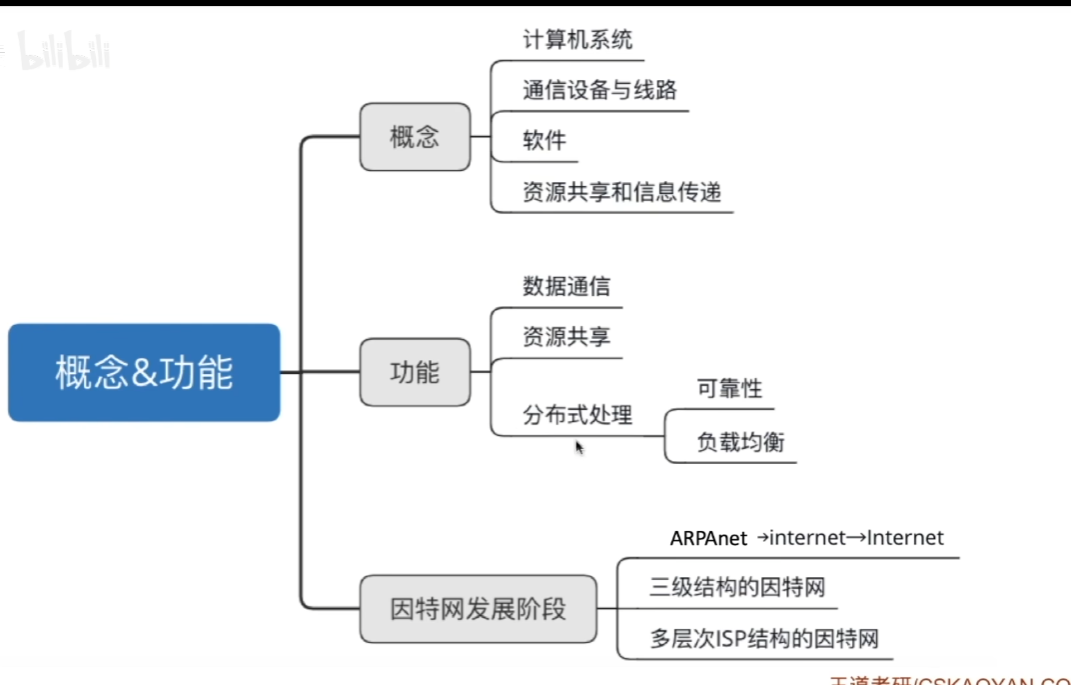 bilibili
计算机系统
通信设备与线路
概念
软件
资源共享和信息传递
数据通信
资源共享
概念&功能
功能
分布式处理
可靠性
负载均衡
ARPAnet →internet→Internet
三级结构的因特网
因特网发展阶段
多层次ISP结构的因特网
王道考研/CSKAOYAN.CO